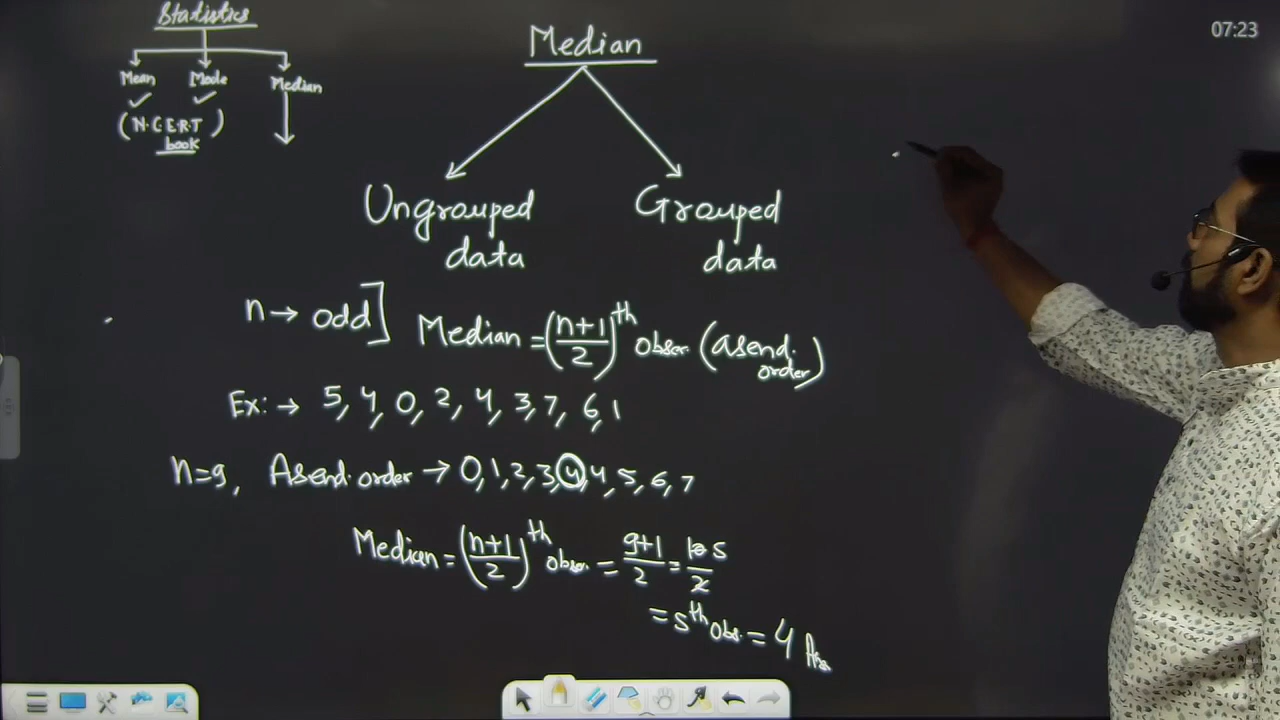 Statistics
Mean Mode Median
(N.C.E.R.T
book)
07:23
Median
Ungrouped
data
Grouped
data
n → odd] Median = (n+1/2)th Obser. (Asend. order)
Ex: → 5, 4, 0, 2, 4, 3, 7, 6, 1
n=9, Asend. order → 0, 1, 2, 3, 4, 4, 5, 6, 7
Median = (n+1/2)th Obser. = 9+1/2 = 10/2 5
= 5th Obs. = 4 Ans